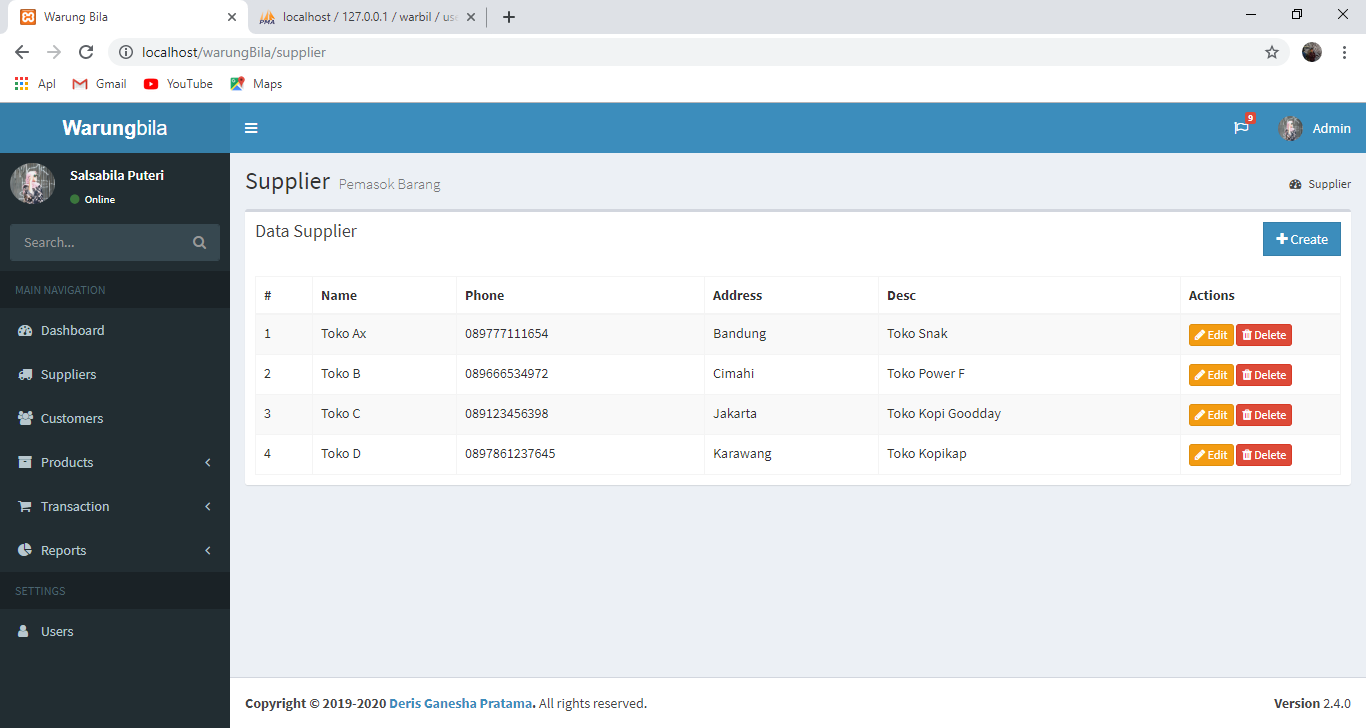 Warung Bila
PMA localhost / 127.0.0.1 / warbil / use
localhost/warungBila/supplier
Apl Gmail YouTube Maps
Warungbila
9 Admin
Salsabila Puteri
Online
Search...
MAIN NAVIGATION
Dashboard
Suppliers
Customers
Products
Transaction
Reports
SETTINGS
Users
Supplier Pemasok Barang
Supplier
Data Supplier
Create
# Name Phone Address Desc Actions
1 Toko Ax 089777111654 Bandung Toko Snak Edit Delete
2 Toko B 089666534972 Cimahi Toko Power F Edit Delete
3 Toko C 089123456398 Jakarta Toko Kopi Goodday Edit Delete
4 Toko D 0897861237645 Karawang Toko Kopikap Edit Delete
Copyright © 2019-2020 Deris Ganesha Pratama. All rights reserved.
Version 2.4.0